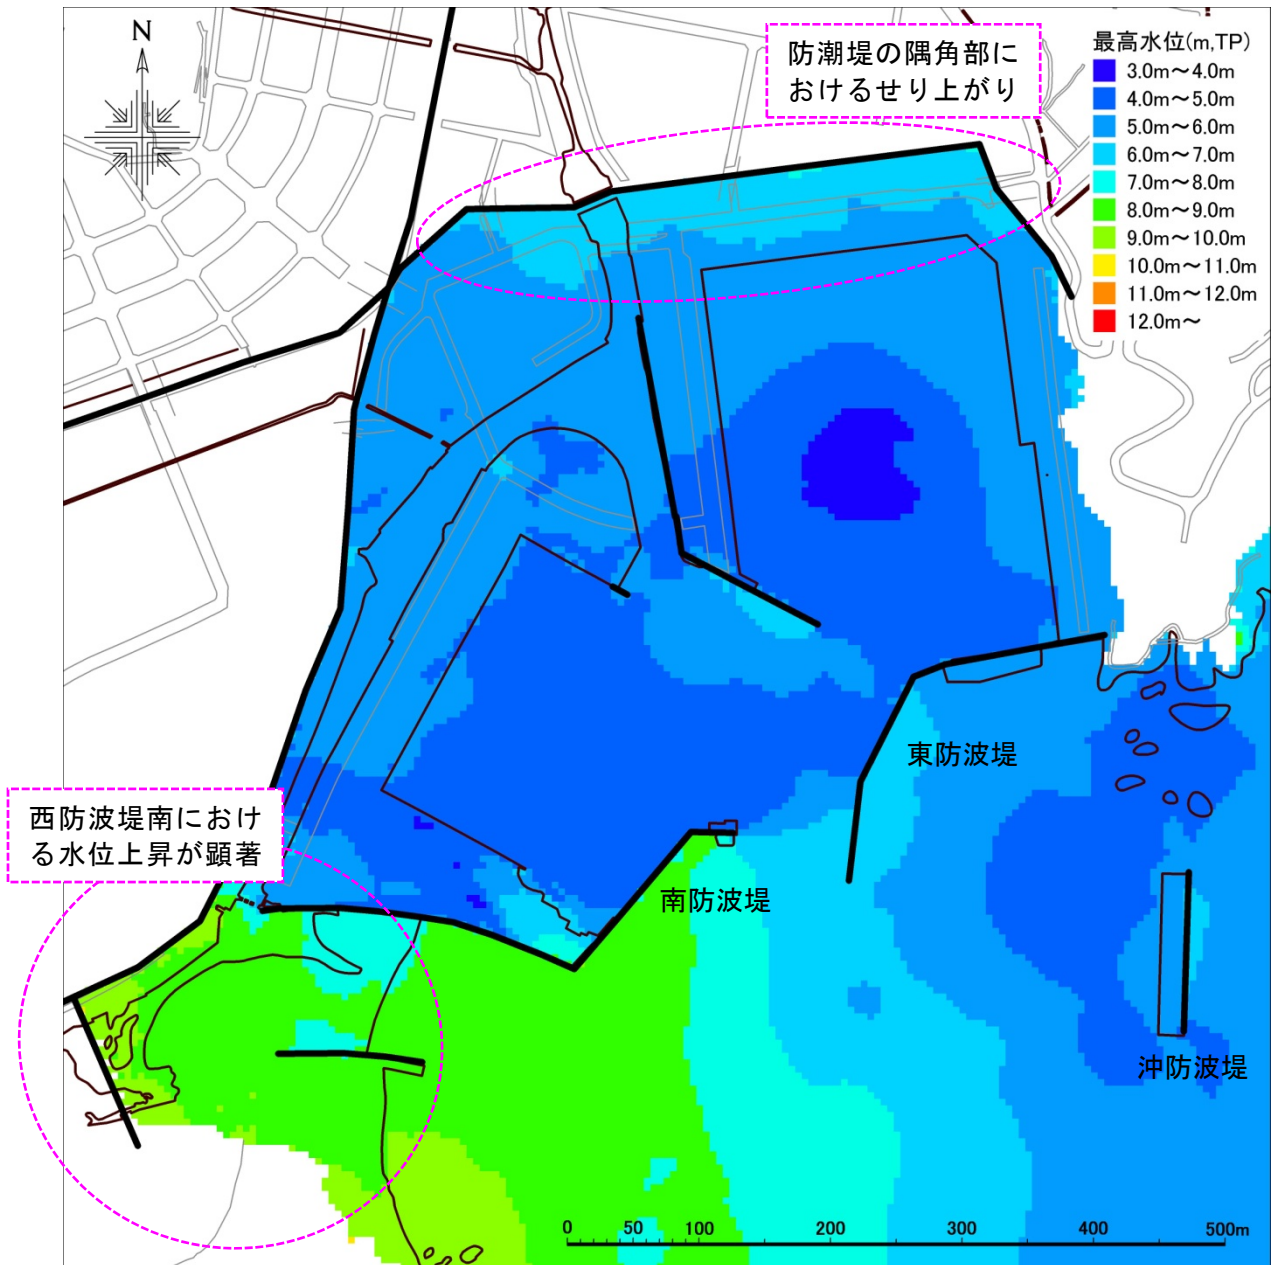 N
防潮堤の隅角部に
おけるせり上がり
最高水位(m,TP)
3.0m～4.0m
4.0m～5.0m
5.0m～6.0m
6.0m～7.0m
7.0m～8.0m
8.0m～9.0m
9.0m～10.0m
10.0m～11.0m
11.0m～12.0m
12.0m～
東防波堤
西防波堤南におけ
る水位上昇が顕著
南防波堤
沖防波堤
0 50 100 200 300 400 500m